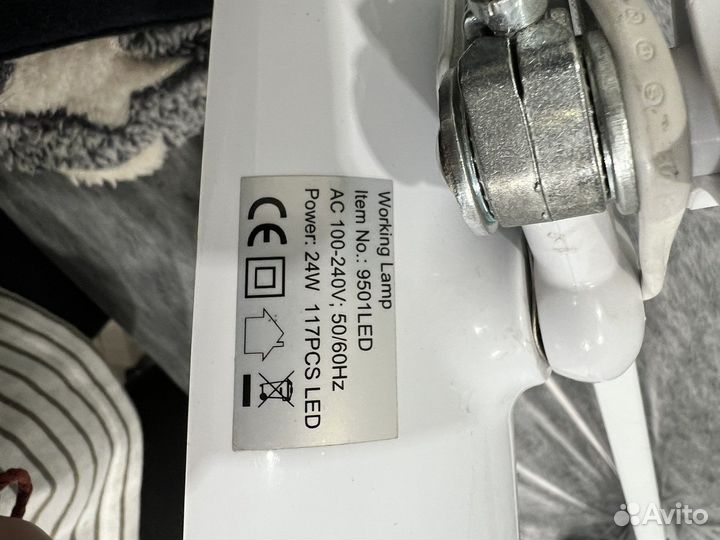 Working Lamp
Item No.: 9501LED
AC 100-240V; 50/60Hz
Power: 24W 117PCS LED
CE
Avito